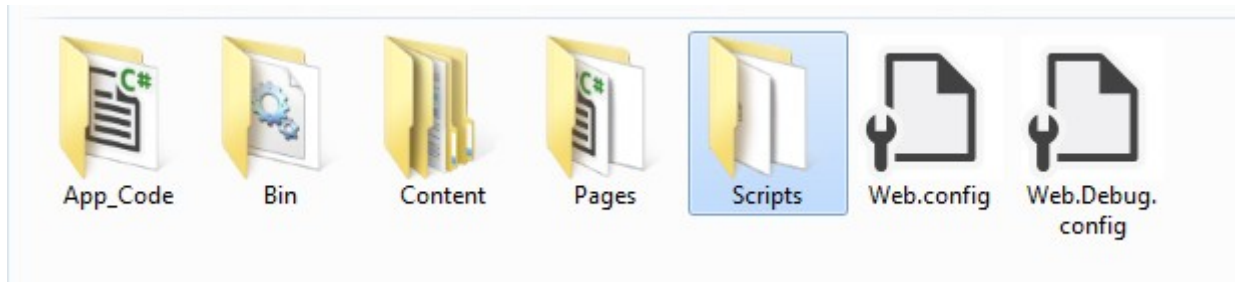 C#
C#
App_Code
Bin
Content
Pages
Scripts
Web.config
Web.Debug.
config